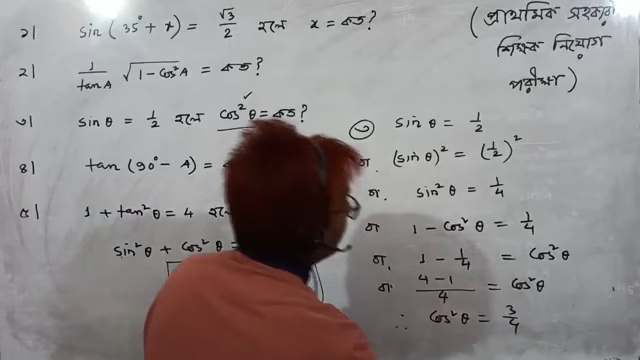 ১। sin (35° + x) = √3/2 হলে x = কত?
২। 1/tanA √1 - cos²A = কত?
৩। sinθ = 1/2 হলে cos²θ = কত?
৪। tan (90° - A) =
৫। 1 + tan²θ = 4 হলে
sin²θ + cos²θ =
(প্রাথমিক সহকারী
শিক্ষক নিয়োগ
পরীক্ষা)
৩ sinθ = 1/2
বা, (sinθ)² = (1/2)²
বা, sin²θ = 1/4
বা 1 - cos²θ = 1/4
বা, 1 - 1/4 = cos²θ
বা 4-1/4 = cos²θ
∴ cos²θ = 3/4